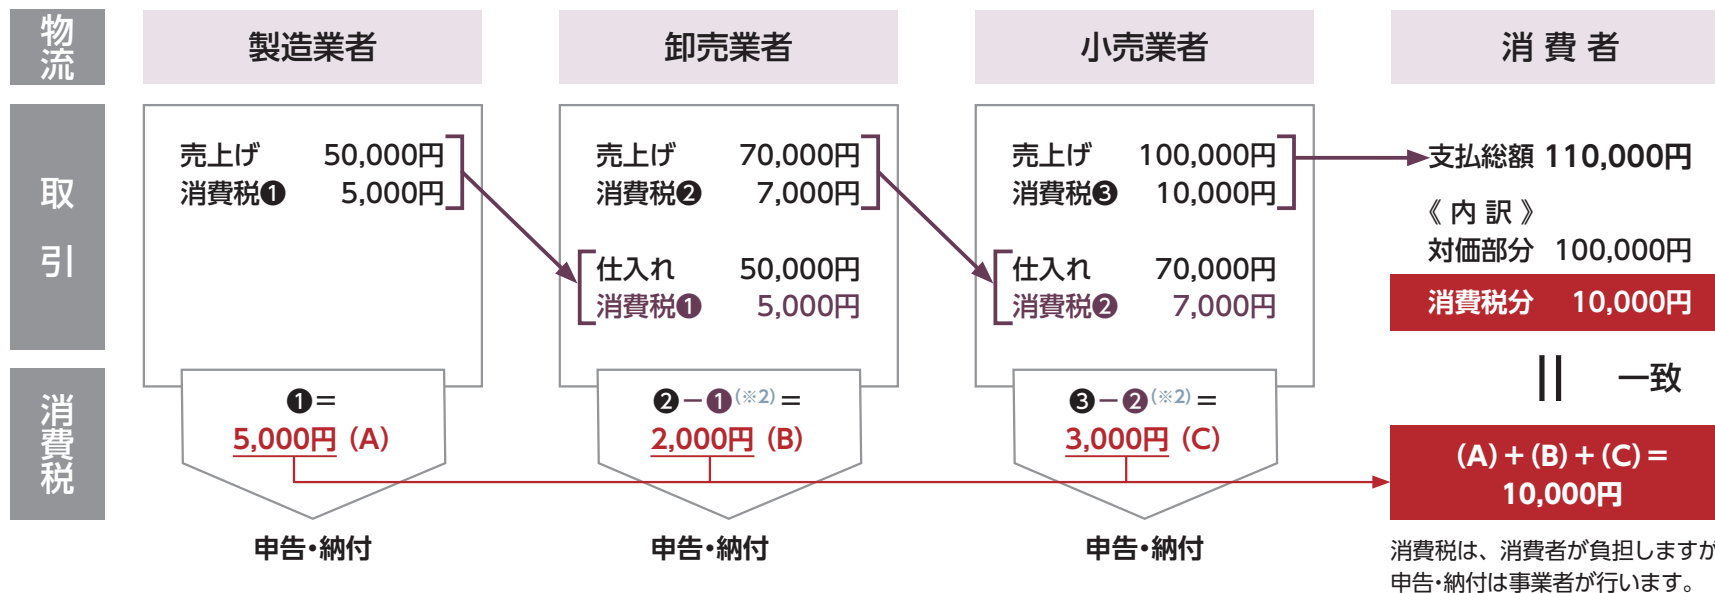 物流
製造業者
卸売業者
小売業者
消費者
取引
売上げ 50,000円
消費税❶ 5,000円
売上げ 70,000円
消費税❷ 7,000円
仕入れ 50,000円
消費税❶ 5,000円
売上げ 100,000円
消費税❸ 10,000円
仕入れ 70,000円
消費税❷ 7,000円
支払総額 110,000円
《内訳》
対価部分 100,000円
消費税分 10,000円
一致
消費税
❶=
5,000円 (A)
❷-❶(※2)=
2,000円 (B)
❸-❷(※2)=
3,000円 (C)
(A)+(B)+(C)=
10,000円
申告・納付
申告・納付
申告・納付
消費税は、消費者が負担しますが
申告・納付は事業者が行います。